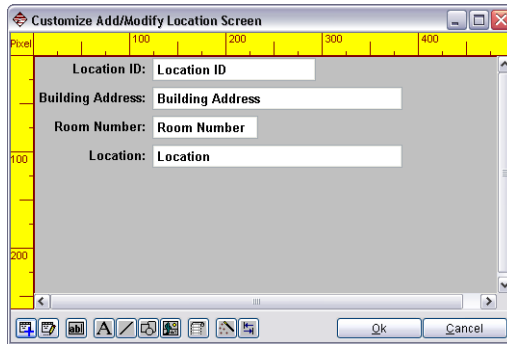 Customize Add/Modify Location Screen
Pixel 100 200 300 400
Location ID: Location ID
Building Address: Building Address
Room Number: Room Number
100 Location: Location
200
abl A Ok Cancel